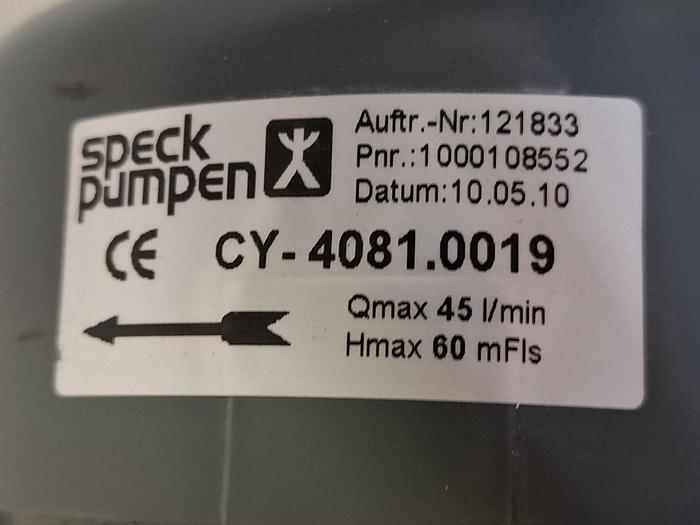 speck
pumpen
Auftr.-Nr:121833
Pnr.:1000108552
Datum:10.05.10
CE CY-4081.0019
Qmax 45 l/min
Hmax 60 mFls